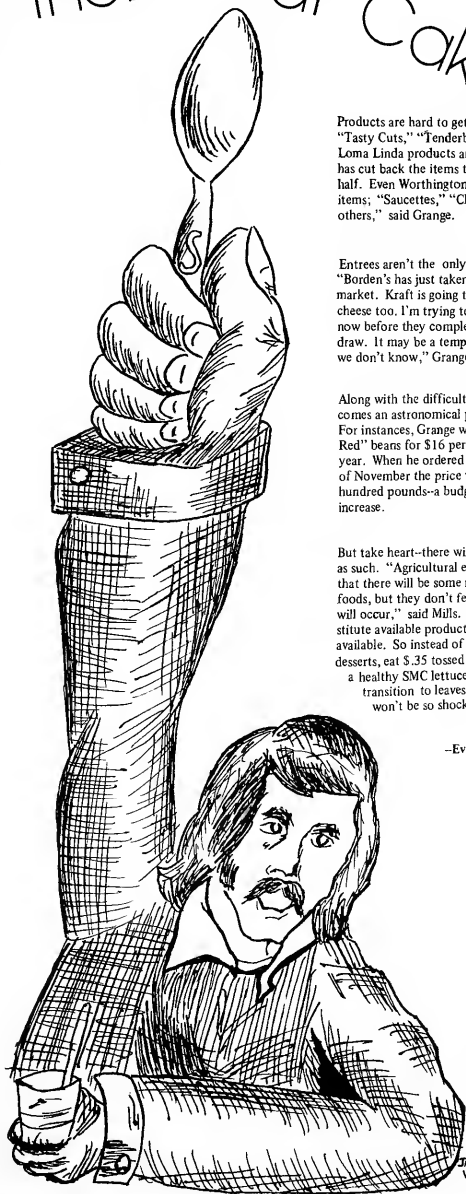 Cak
Products are hard to get
"Tasty Cuts," "Tenderb
Loma Linda products a
has cut back the items t
half. Even Worthington
items; "Saucettes," "Cl
others," said Grange.
Entrees aren't the only
"Borden's has just taker
market. Kraft is going t
cheese too. I'm trying to
now before they comple
draw. It may be a temp
we don't know," Grange
Along with the difficult
comes an astronomical p
For instances, Grange w
Red" beans for $16 per
year. When he ordered
of November the price
hundred pounds--a budg
increase.
But take heart--there wi
as such. "Agricultural e
that there will be some
foods, but they don't fe
will occur," said Mills.
stitute available product
available. So instead of
desserts, eat $.35 tossed
a healthy SMC lettuce
transition to leaves
won't be so shock
--Ev
S